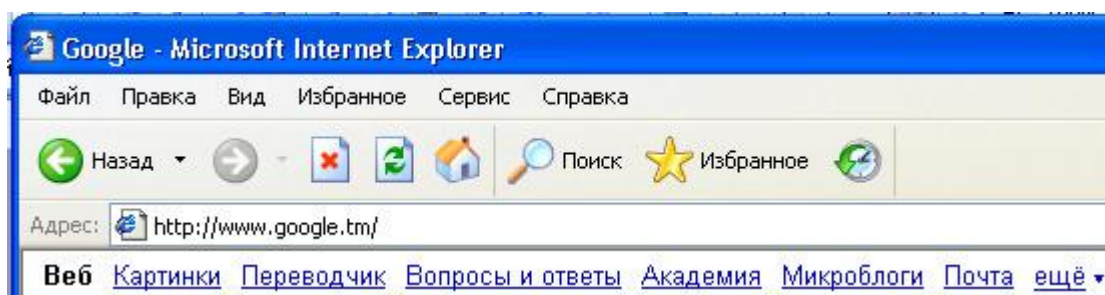 Google - Microsoft Internet Explorer
Файл Правка Вид Избранное Сервис Справка
Назад Поиск Избранное
Адрес: http://www.google.tm/
Веб Картинки Переводчик Вопросы и ответы Академия Микроблоги Почта ещё